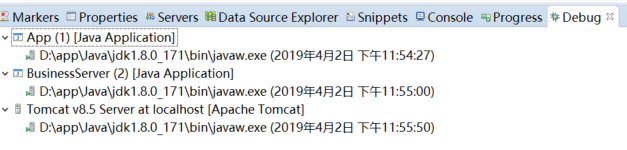 Markers Properties Servers Data Source Explorer Snippets Console Progress Debug
App (1) [Java Application]
D:\app\Java\jdk1.8.0_171\bin\javaw.exe (2019年4月2日 下午11:54:27)
BusinessServer (2) [Java Application]
D:\app\Java\jdk1.8.0_171\bin\javaw.exe (2019年4月2日 下午11:55:00)
Tomcat v8.5 Server at localhost [Apache Tomcat]
D:\app\Java\jdk1.8.0_171\bin\javaw.exe (2019年4月2日 下午11:55:50)